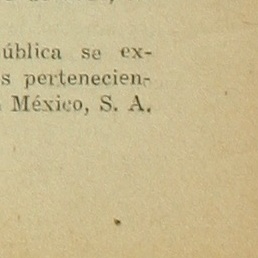 ública se ex-
s pertenecien-
México, S. A.